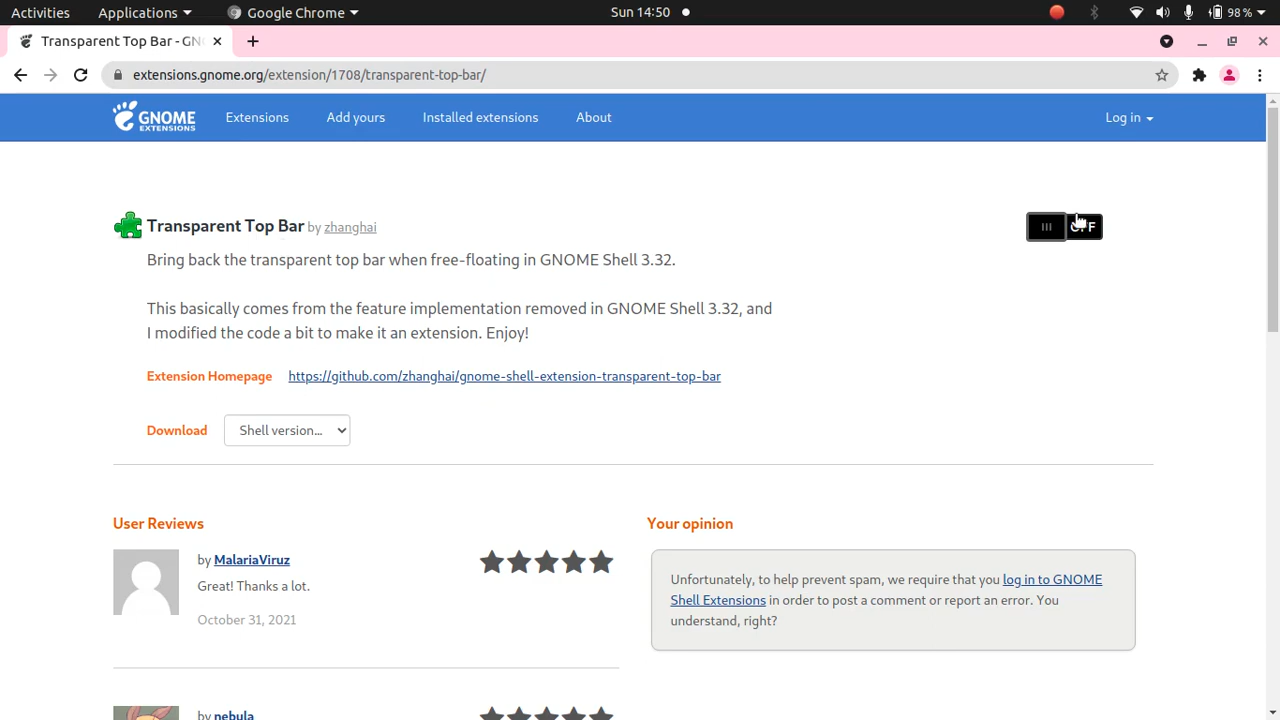 Activities Applications Google Chrome Sun 14:50 98%
Transparent Top Bar - GN
extensions.gnome.org/extension/1708/transparent-top-bar/
GNOME EXTENSIONS Extensions Add yours Installed extensions About Log in
Transparent Top Bar by zhanghai OFF
Bring back the transparent top bar when free-floating in GNOME Shell 3.32.
This basically comes from the feature implementation removed in GNOME Shell 3.32, and
I modified the code a bit to make it an extension. Enjoy!
Extension Homepage https://github.com/zhanghai/gnome-shell-extension-transparent-top-bar
Download Shell version...
User Reviews
by MalariaViruz
Great! Thanks a lot.
October 31, 2021
by nebula
Your opinion
Unfortunately, to help prevent spam, we require that you log in to GNOME
Shell Extensions in order to post a comment or report an error. You
understand, right?